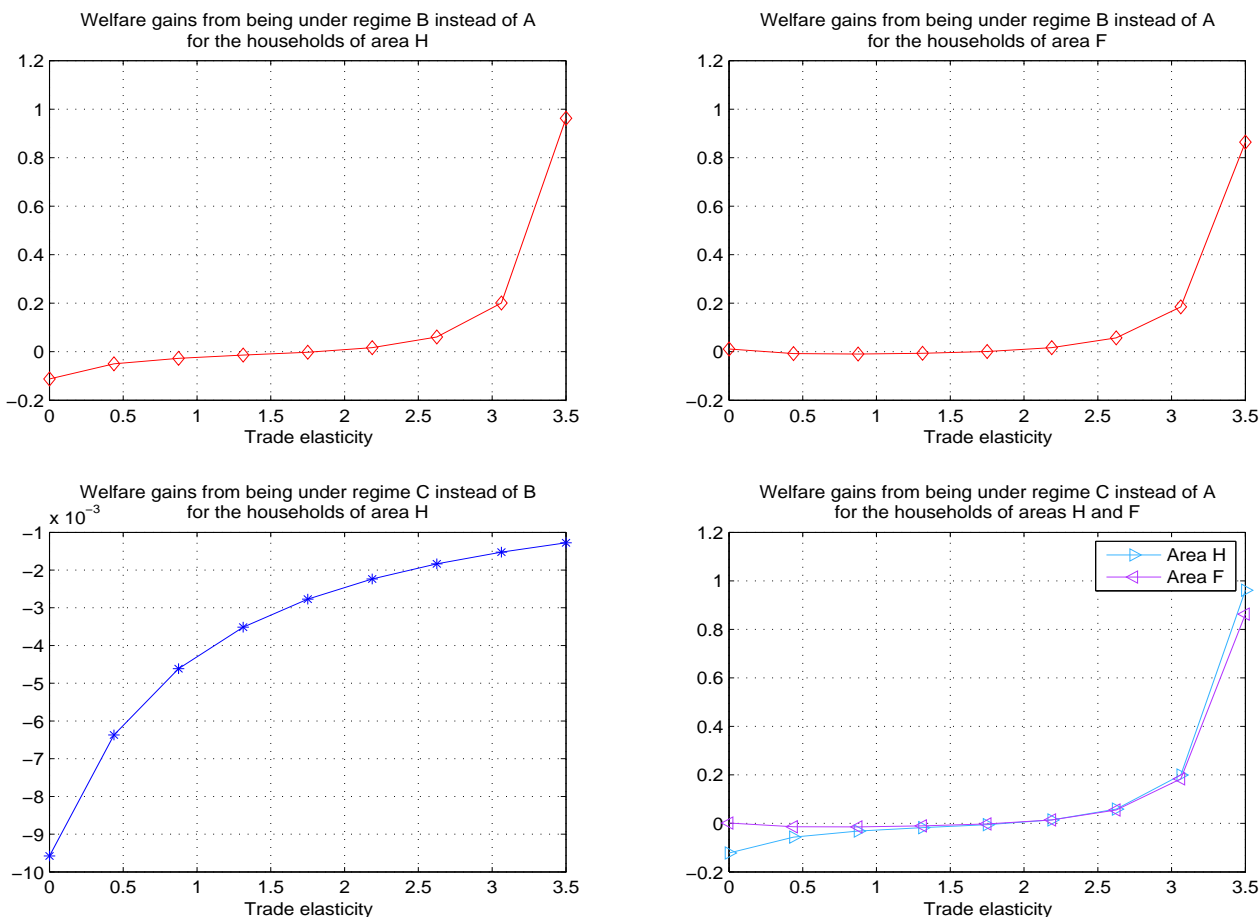 Welfare gains from being under regime B instead of A
for the households of area H
1.2
1
0.8
0.6
0.4
0.2
0
−0.2
0 0.5 1 1.5 2 2.5 3 3.5
Trade elasticity
Welfare gains from being under regime B instead of A
for the households of area F
1.2
1
0.8
0.6
0.4
0.2
0
−0.2
0 0.5 1 1.5 2 2.5 3 3.5
Trade elasticity
Welfare gains from being under regime C instead of B
for the households of area H
x 10−3
−1
−2
−3
−4
−5
−6
−7
−8
−9
−10
0 0.5 1 1.5 2 2.5 3 3.5
Trade elasticity
Welfare gains from being under regime C instead of A
for the households of areas H and F
1.2
1
0.8
0.6
0.4
0.2
0
−0.2
Area H
Area F
0 0.5 1 1.5 2 2.5 3 3.5
Trade elasticity